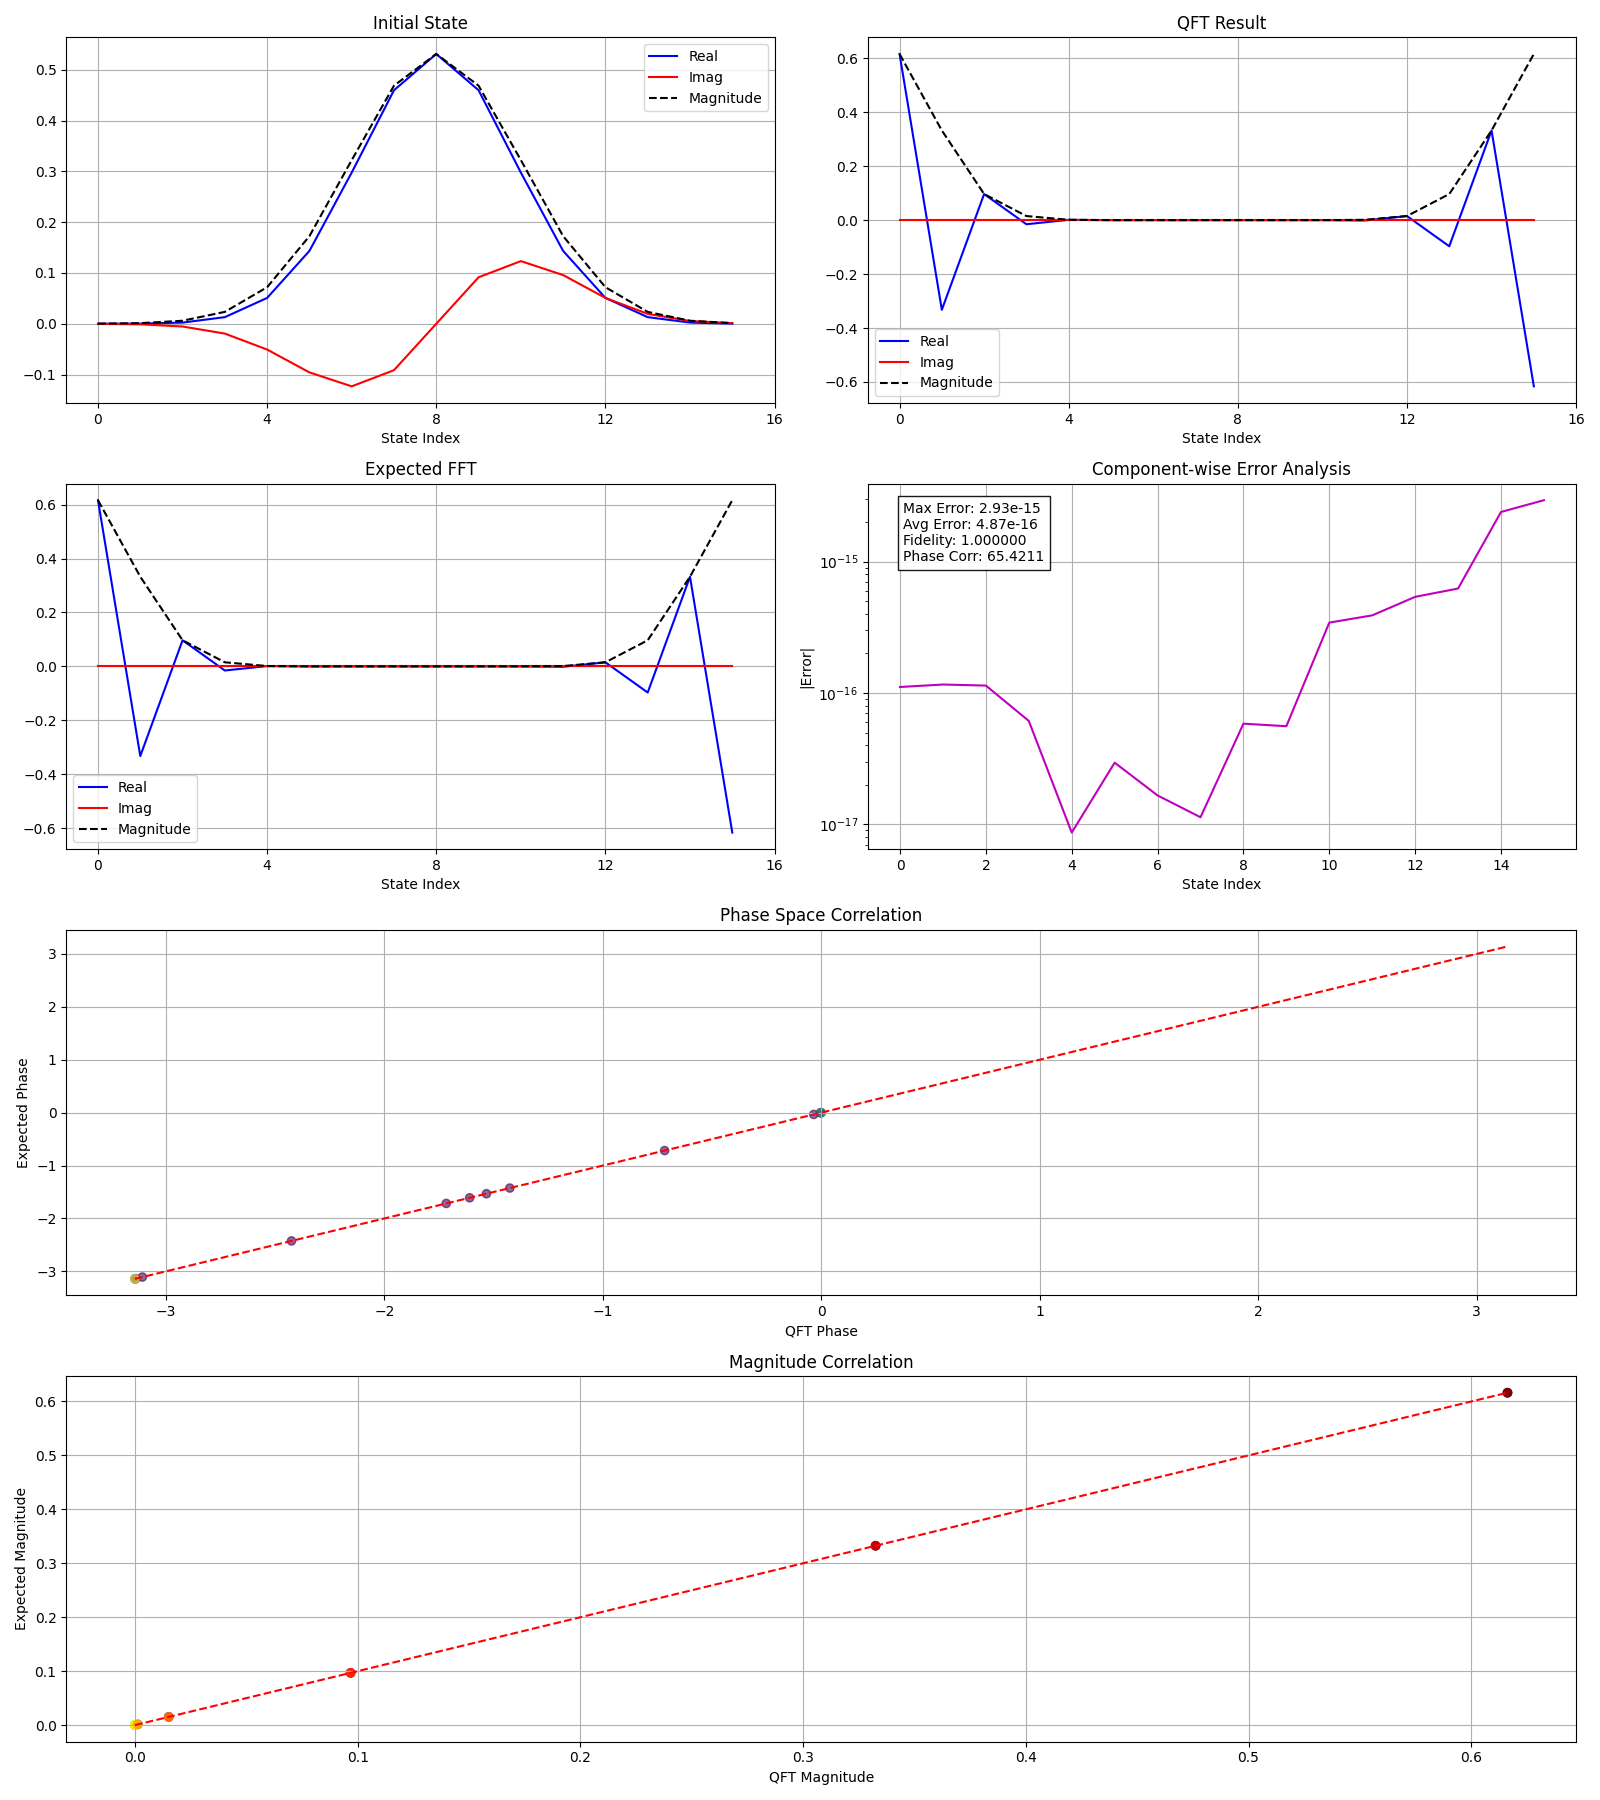 Initial State
0.5
0.4
0.3
0.2
0.1
0.0
−0.1
0
4
8
12
16
State Index
Real
Imag
Magnitude
QFT Result
0.6
0.4
0.2
0.0
−0.2
−0.4
−0.6
0
4
8
12
16
State Index
Real
Imag
Magnitude
Expected FFT
0.6
0.4
0.2
0.0
−0.2
−0.4
−0.6
0
4
8
12
16
State Index
Real
Imag
Magnitude
Component-wise Error Analysis
Max Error: 2.93e-15
Avg Error: 4.87e-16
Fidelity: 1.000000
Phase Corr: 65.4211
|Error|
10⁻¹⁵
10⁻¹⁶
10⁻¹⁷
0
2
4
6
8
10
12
14
State Index
Phase Space Correlation
Expected Phase
3
2
1
0
−1
−2
−3
−3
−2
−1
0
1
2
3
QFT Phase
Magnitude Correlation
Expected Magnitude
0.6
0.5
0.4
0.3
0.2
0.1
0.0
0.0
0.1
0.2
0.3
0.4
0.5
0.6
QFT Magnitude